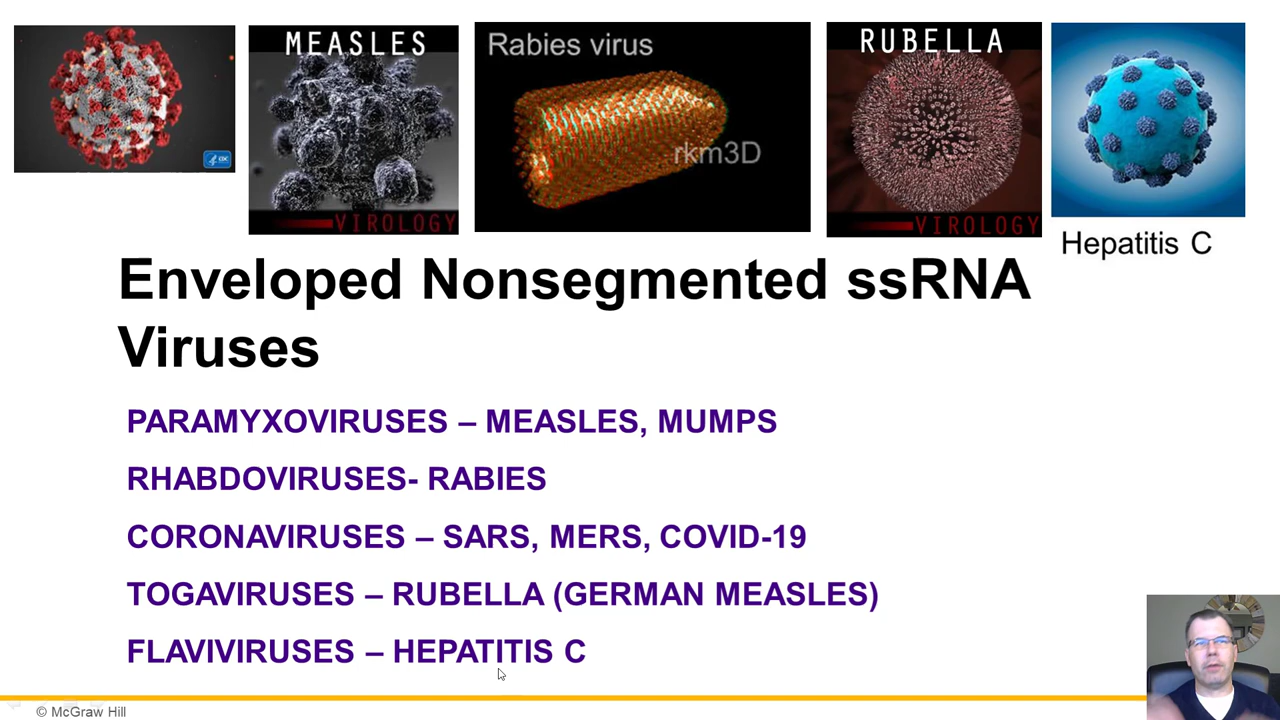 CDC
MEASLES
VIROLOGY
Rabies virus
rkm3D
RUBELLA
VIROLOGY
Hepatitis C
Enveloped Nonsegmented ssRNA
Viruses
PARAMYXOVIRUSES – MEASLES, MUMPS
RHABDOVIRUSES- RABIES
CORONAVIRUSES – SARS, MERS, COVID-19
TOGAVIRUSES – RUBELLA (GERMAN MEASLES)
FLAVIVIRUSES – HEPATITIS C
© McGraw Hill